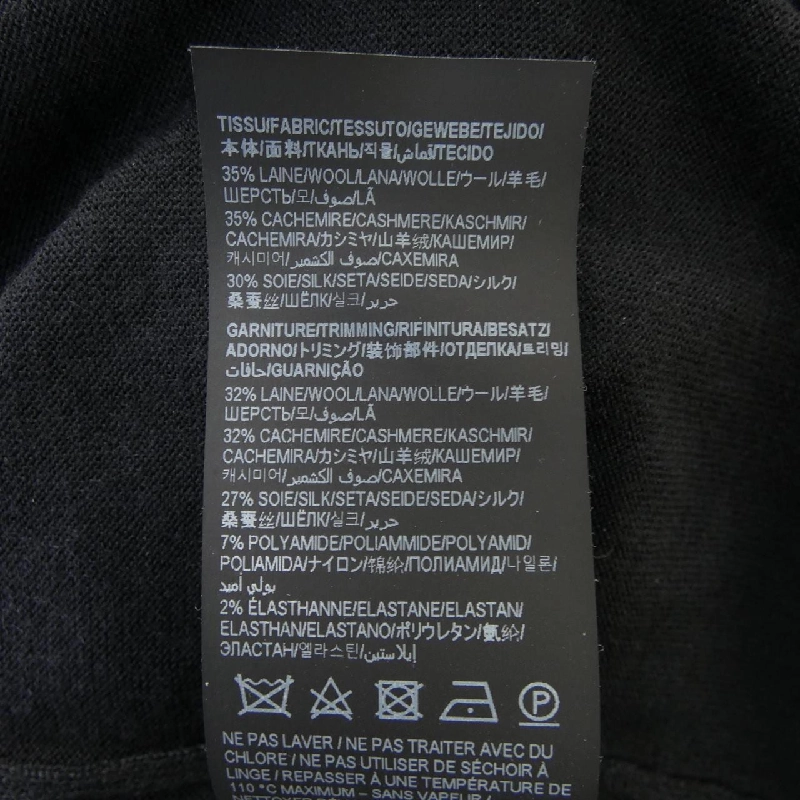 TISSU/FABRIC/TESSUTO/GEWEBE/TEJIDO/
本体/面料/ТКАНЬ/직물/قماش/TECIDO
35% LAINE/WOOL/LANA/WOLLE/ウール/羊毛/
ШЕРСТЬ/모/صوف/LÃ
35% CACHEMIRE/CASHMERE/KASCHMIR/
CACHEMIRA/カシミヤ/山羊绒/КАШЕМИР/
캐시미어/صوف الكشمير/CAXEMIRA
30% SOIE/SILK/SETA/SEIDE/SEDA/シルク/
桑蚕丝/ШЁЛК/실크/حرير
GARNITURE/TRIMMING/RIFINITURA/BESATZ/
ADORNO/トリミング/装饰部件/ОТДЕЛКА/트리밍/
حافات/GUARNIÇÃO
32% LAINE/WOOL/LANA/WOLLE/ウール/羊毛/
ШЕРСТЬ/모/صوف/LÃ
32% CACHEMIRE/CASHMERE/KASCHMIR/
CACHEMIRA/カシミヤ/山羊绒/КАШЕМИР/
캐시미어/صوف الكشمير/CAXEMIRA
27% SOIE/SILK/SETA/SEIDE/SEDA/シルク/
桑蚕丝/ШЁЛК/실크/حرير
7% POLYAMIDE/POLIAMMIDE/POLYAMID/
POLIAMIDA/ナイロン/锦纶/ПОЛИАМИД/나일론/
بولي أميد
2% ÉLASTHANNE/ELASTANE/ELASTAN/
ELASTHAN/ELASTANO/ポリウレタン/氨纶/
ЭЛАСТАН/엘라스틴/إيلاستين
P
NE PAS LAVER / NE PAS TRAITER AVEC DU
CHLORE / NE PAS UTILISER DE SÉCHOIR À
LINGE / REPASSER À UNE TEMPÉRATURE DE
110 °C MAXIMUM – SANS VAPEUR /
NETTOYER